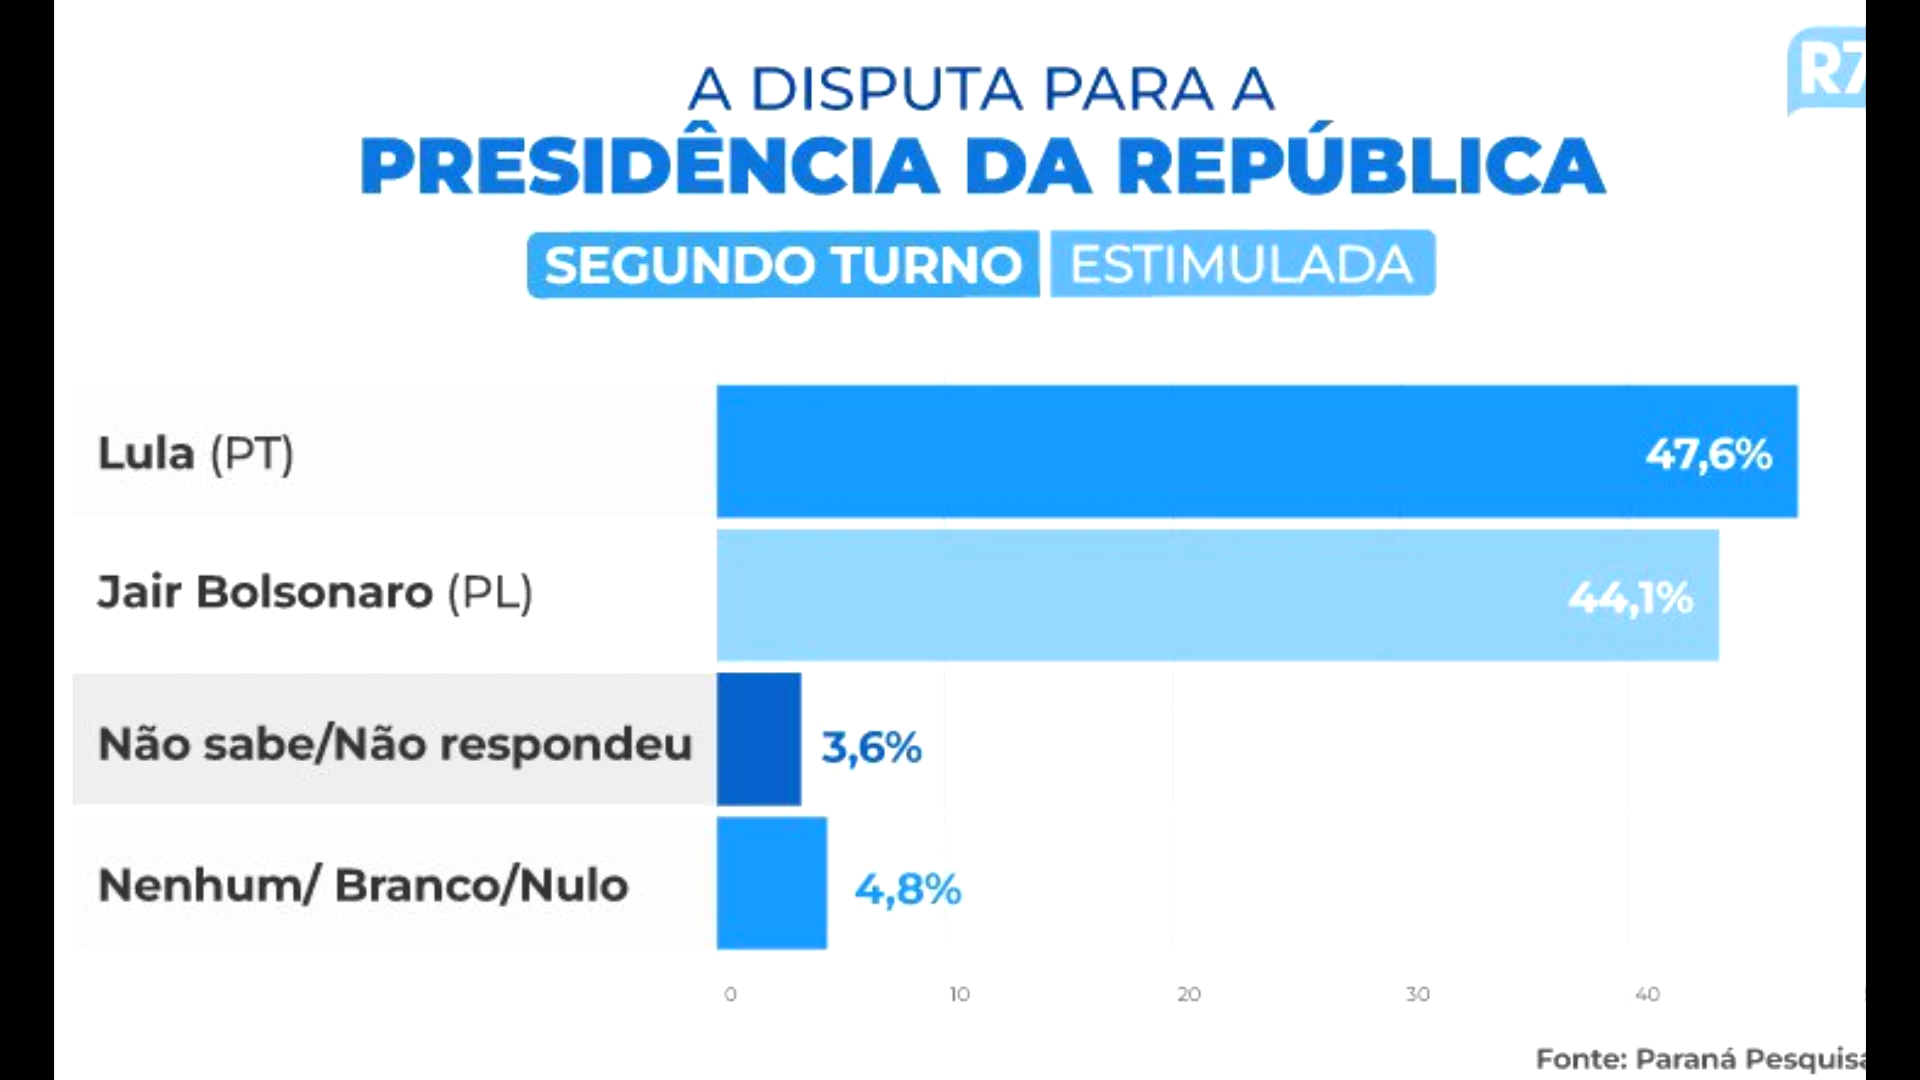 R7
A DISPUTA PARA A
PRESIDÊNCIA DA REPÚBLICA
SEGUNDO TURNO ESTIMULADA
Lula (PT) 47,6%
Jair Bolsonaro (PL) 44,1%
Não sabe/Não respondeu 3,6%
Nenhum/ Branco/Nulo 4,8%
0 10 20 30 40
Fonte: Paraná Pesquisa